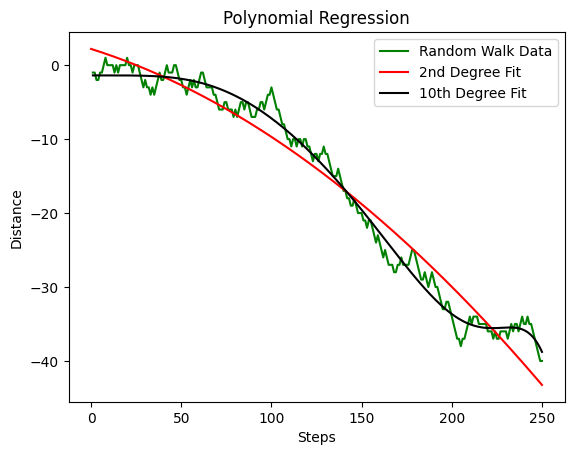 Polynomial Regression
Random Walk Data
2nd Degree Fit
10th Degree Fit
Distance
0
−10
−20
−30
−40
0 50 100 150 200 250
Steps